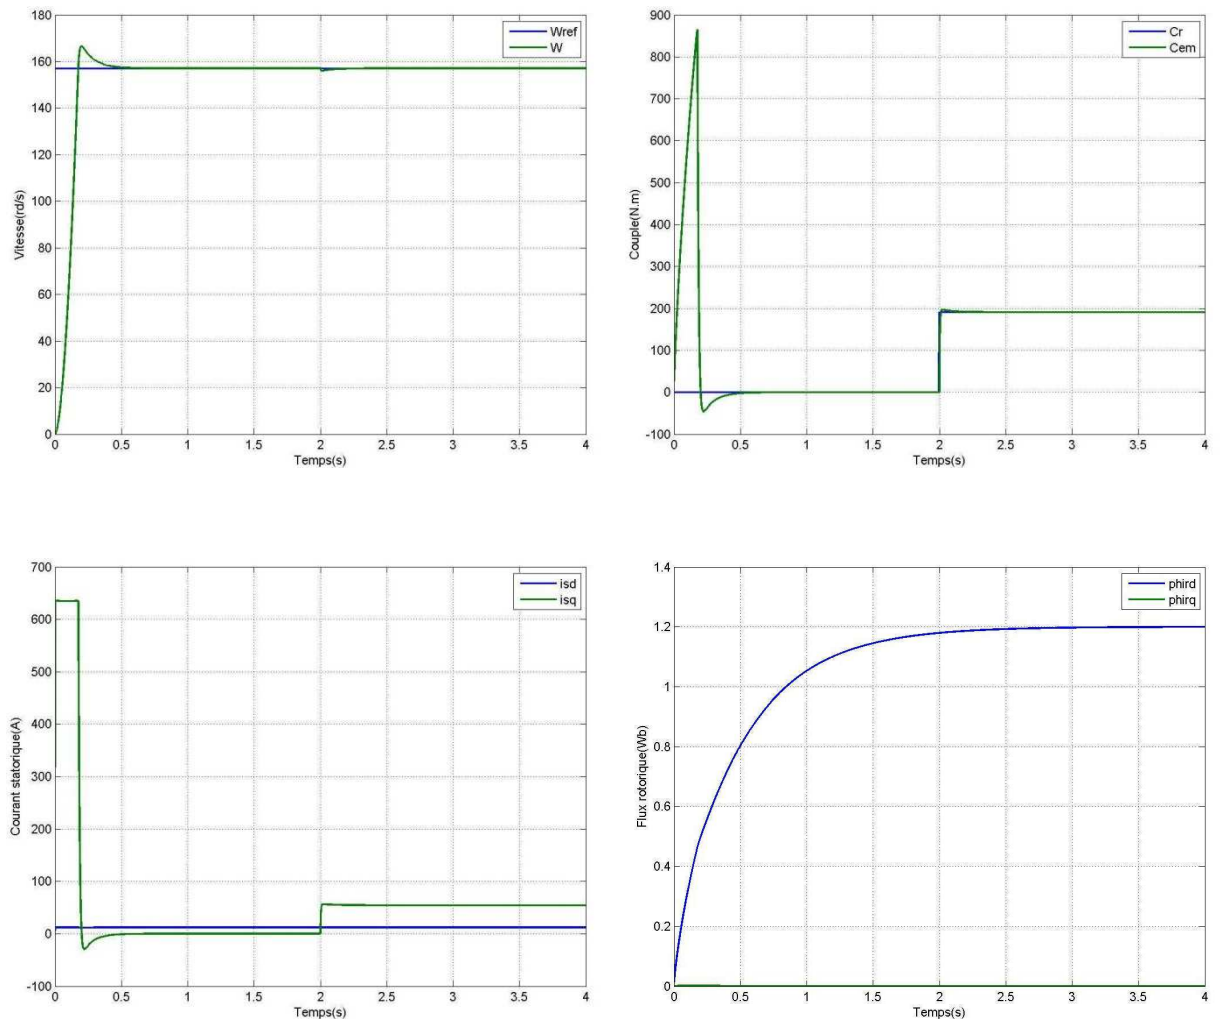 180
160
140
120
100
80
60
40
20
0
Vitesse(rd/s)
Wref
W
0 0.5 1 1.5 2 2.5 3 3.5 4
Temps(s)
900
800
700
600
500
400
300
200
100
0
-100
Couple(N.m)
Cr
Cem
0 0.5 1 1.5 2 2.5 3 3.5 4
Temps(s)
700
600
500
400
300
200
100
0
-100
Courant statorique(A)
isd
isq
0 0.5 1 1.5 2 2.5 3 3.5 4
Temps(s)
1.4
1.2
1
0.8
0.6
0.4
0.2
0
Flux rotorique(Wb)
phird
phirq
0 0.5 1 1.5 2 2.5 3 3.5 4
Temps(s)